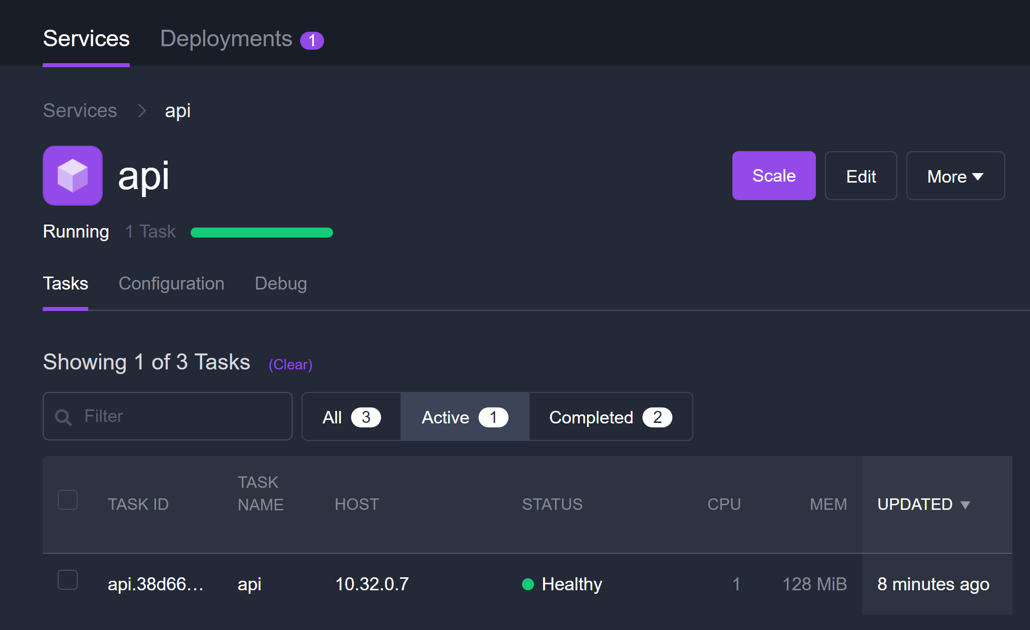 Services Deployments 1
Services > api
api
Scale Edit More
Running 1 Task
Tasks Configuration Debug
Showing 1 of 3 Tasks (Clear)
Filter All 3 Active 1 Completed 2
TASK ID TASK NAME HOST STATUS CPU MEM UPDATED
api.38d66... api 10.32.0.7 Healthy 1 128 MiB 8 minutes ago